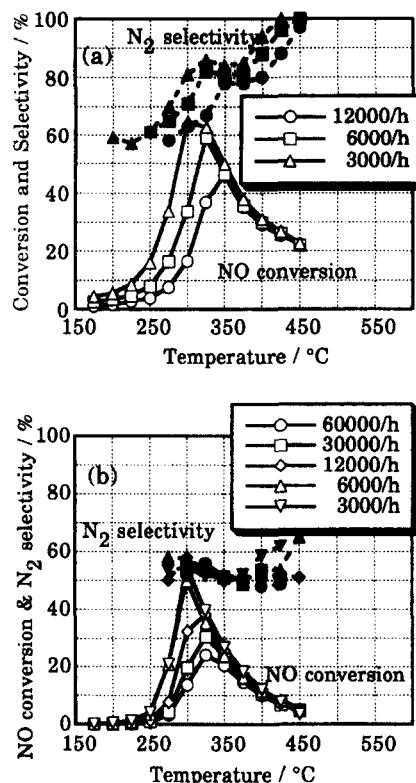 100
80
60
40
20
0
Conversion and Selectivity / %
(a)
N2 selectivity
12000/h
6000/h
3000/h
NO conversion
150 250 350 450 550
Temperature / °C
100
80
60
40
20
0
NO conversion & N2 selectivity / %
(b)
60000/h
30000/h
12000/h
6000/h
3000/h
N2 selectivity
NO conversion
150 250 350 450 550
Temperature / °C